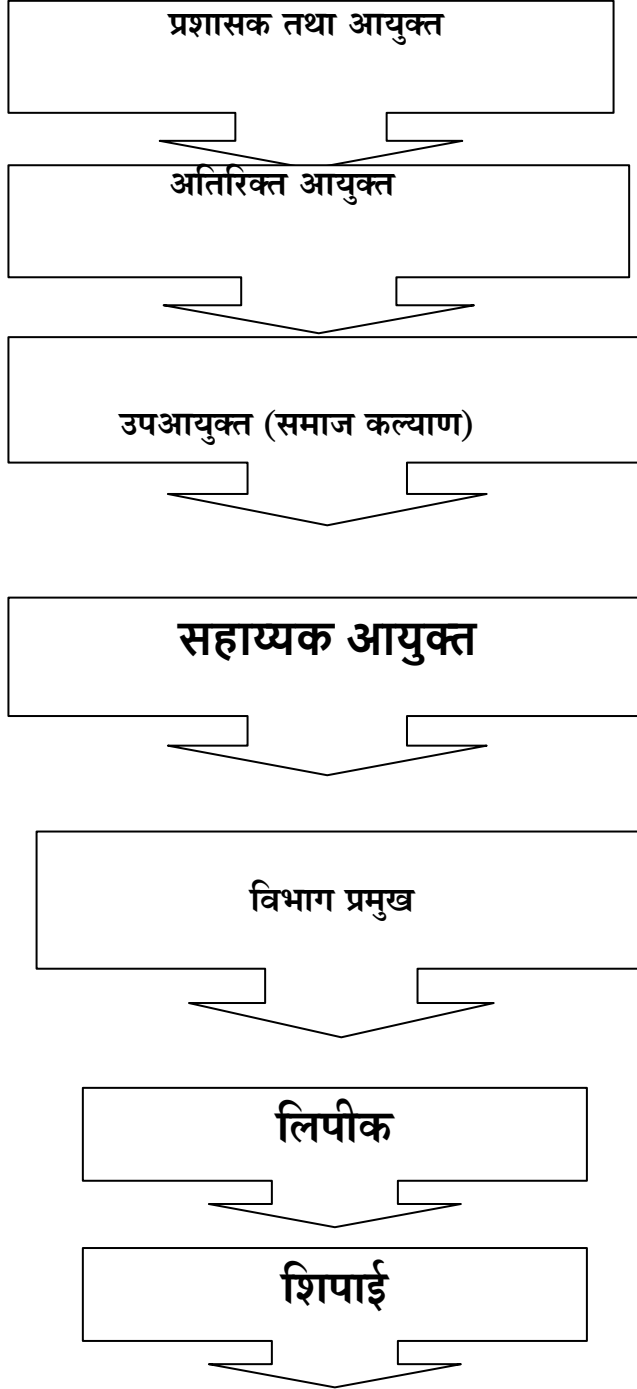 प्रशासक तथा आयुक्त
अतिरिक्त आयुक्त
उपआयुक्त (समाज कल्याण)
सहाय्यक आयुक्त
विभाग प्रमुख
लिपीक
शिपाई